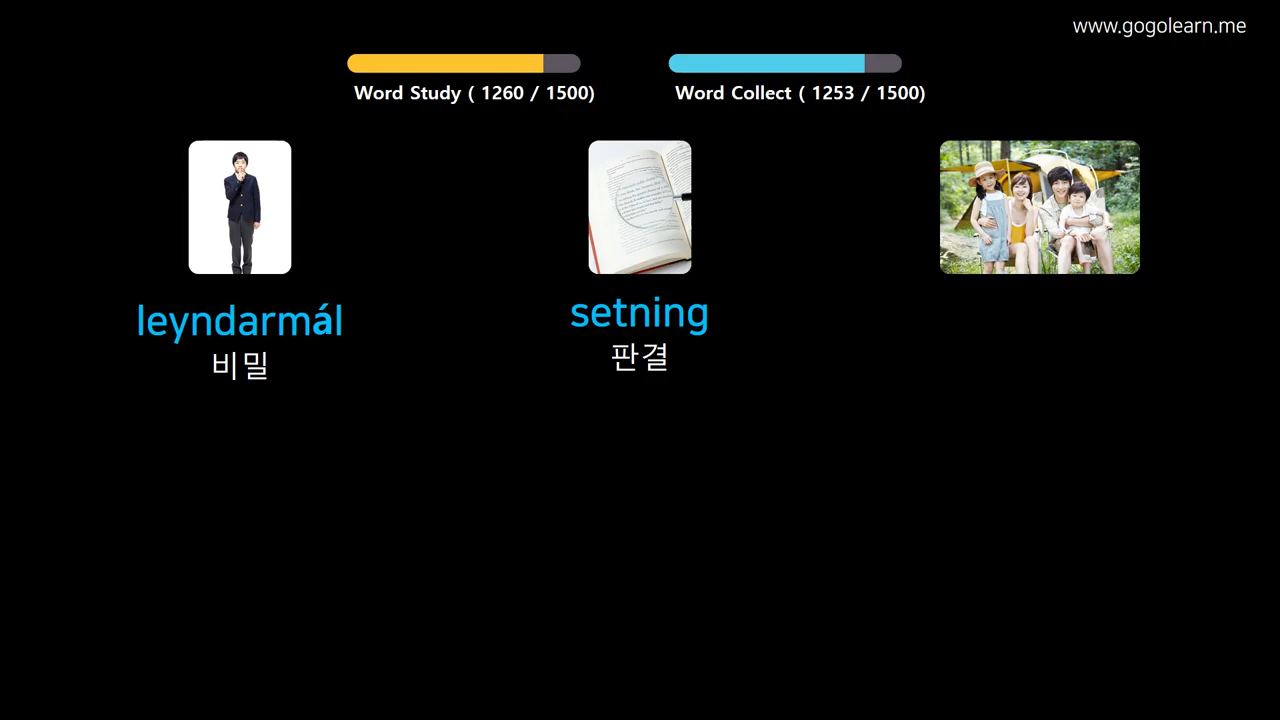 www.gogolearn.me
Word Study ( 1260 / 1500)
Word Collect ( 1253 / 1500)
leyndarmál
비밀
setning
판결